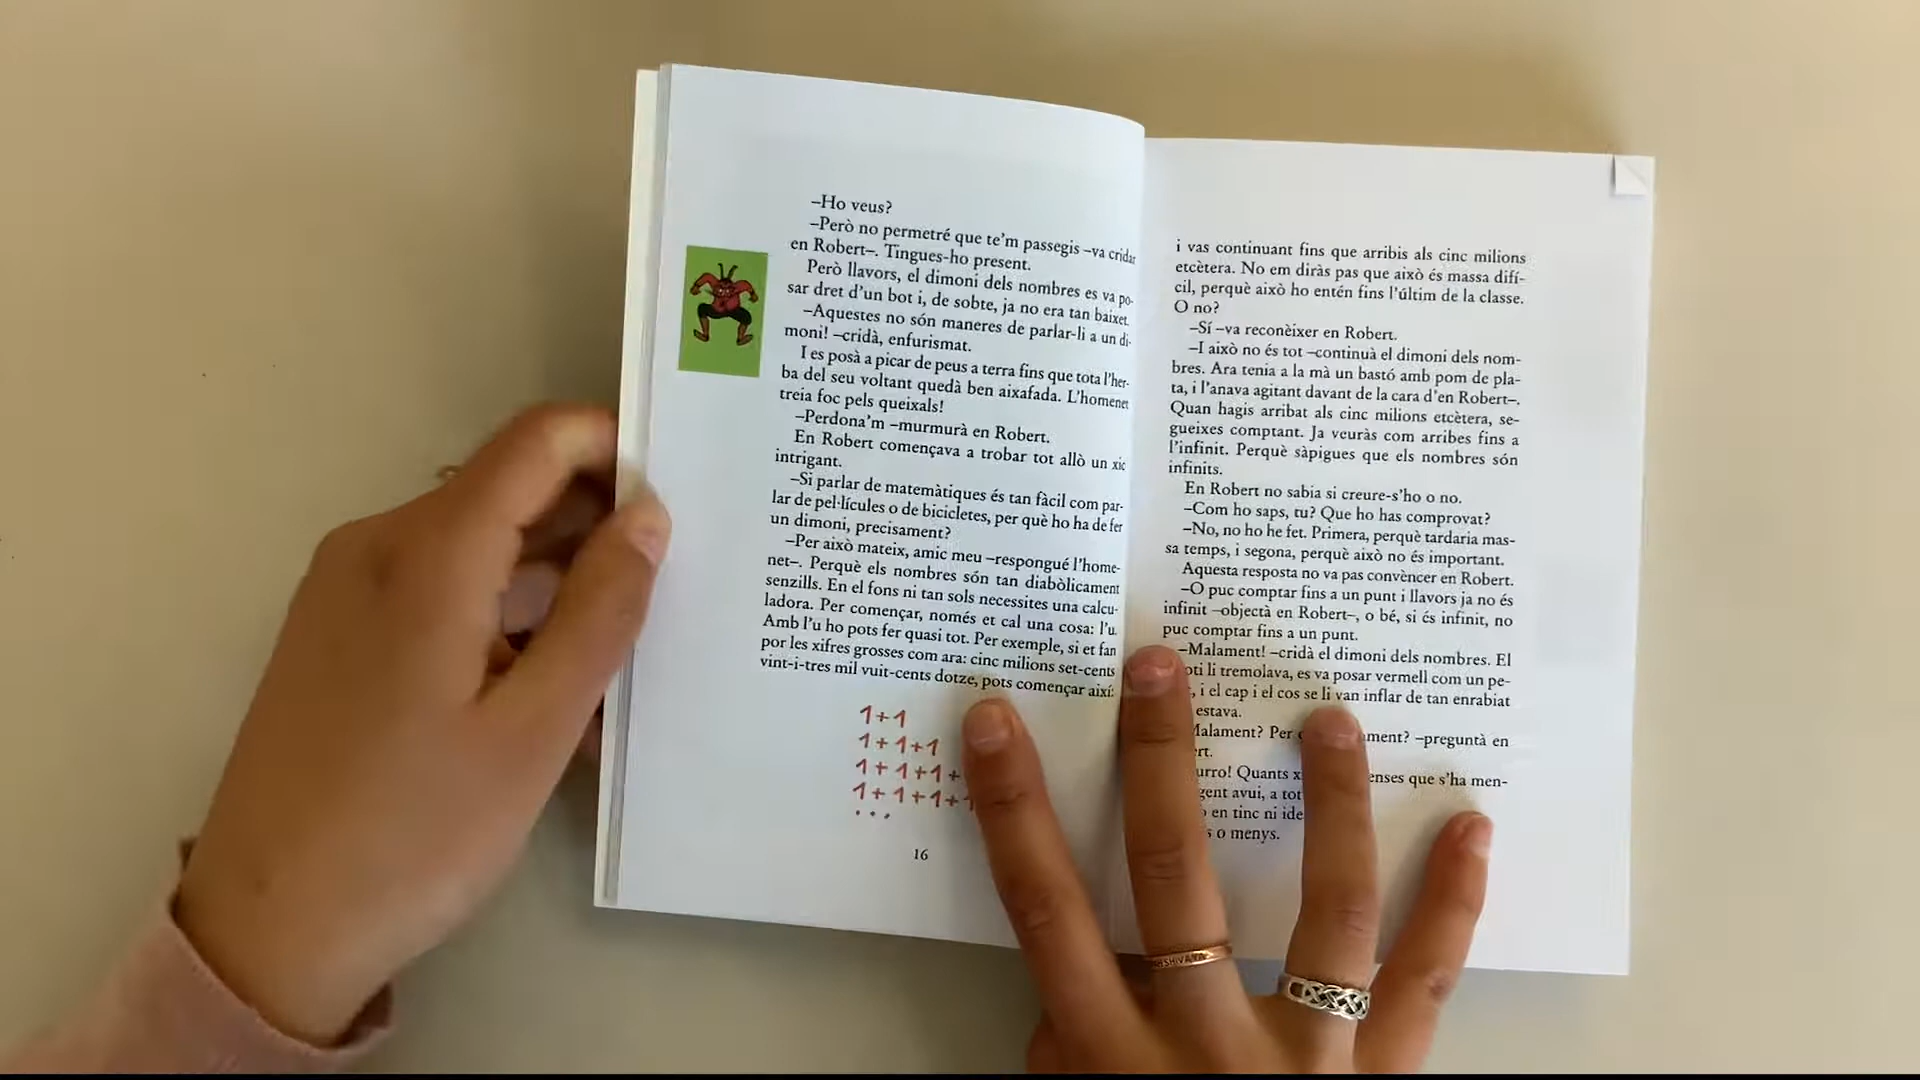 –Ho veus?
–Però no permetré que te’m passegis –va cridar
en Robert–. Tingues-ho present.
Però llavors, el dimoni dels nombres es va po-
sar dret d’un bot i, de sobte, ja no era tan baixet.
–Aquestes no són maneres de parlar-li a un di-
moni! –cridà, enfurismat.
I es posà a picar de peus a terra fins que tota l’her-
ba del seu voltant quedà ben aixafada. L’homenet
treia foc pels queixals!
–Perdona’m –murmurà en Robert.
En Robert començava a trobar tot allò un xic
intrigant.
–Si parlar de matemàtiques és tan fàcil com par-
lar de pel·lícules o de bicicletes, per què ho ha de fer
un dimoni, precisament?
–Per això mateix, amic meu –respongué l’home-
net–. Perquè els nombres són tan diabòlicament
senzills. En el fons ni tan sols necessites una calcu-
ladora. Per començar, només et cal una cosa: l’u.
Amb l’u ho pots fer quasi tot. Per exemple, si et fan
por les xifres grosses com ara: cinc milions set-cents
vint-i-tres mil vuit-cents dotze, pots començar així:
1+1
1+1+1
1+1+1+
1+1+1+1
...
16
i vas continuant fins que arribis als cinc milions
etcètera. No em diràs pas que això és massa difí-
cil, perquè això ho entén fins l’últim de la classe.
O no?
–Sí –va reconèixer en Robert.
–I això no és tot –continuà el dimoni dels nom-
bres. Ara tenia a la mà un bastó amb pom de pla-
ta, i l’anava agitant davant de la cara d’en Robert–.
Quan hagis arribat als cinc milions etcètera, se-
gueixes comptant. Ja veuràs com arribes fins a
l’infinit. Perquè sàpigues que els nombres són
infinits.
En Robert no sabia si creure-s’ho o no.
–Com ho saps, tu? Que ho has comprovat?
–No, no ho he fet. Primera, perquè tardaria mas-
sa temps, i segona, perquè això no és important.
Aquesta resposta no va pas convèncer en Robert.
–O puc comptar fins a un punt i llavors ja no és
infinit –objectà en Robert–, o bé, si és infinit, no
puc comptar fins a un punt.
–Malament! –cridà el dimoni dels nombres. El
li tremolava, es va posar vermell com un pe-
i el cap i el cos se li van inflar de tan enrabiat
estava.
Malament? Per –preguntà en
Quants que s’ha men-
avui, a
en tinc ni
o menys.